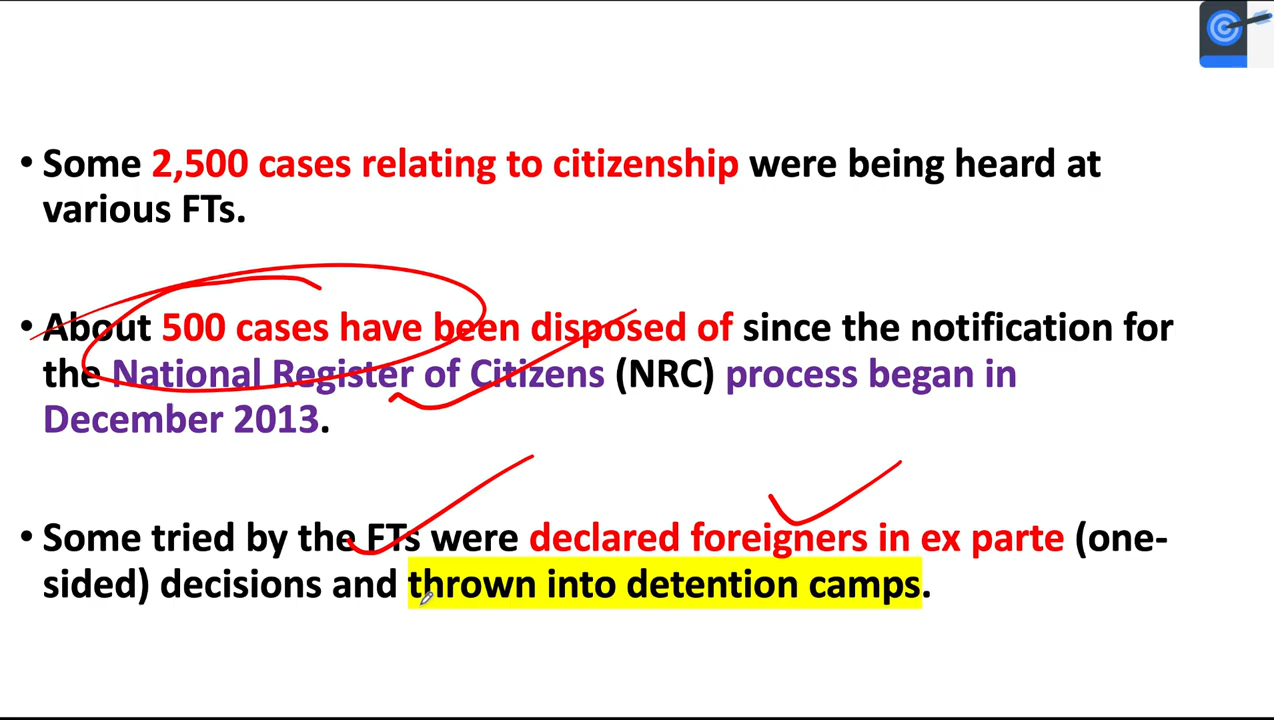 • Some 2,500 cases relating to citizenship were being heard at
various FTs.
• About 500 cases have been disposed of since the notification for
the National Register of Citizens (NRC) process began in
December 2013.
• Some tried by the FTs were declared foreigners in ex parte (one-
sided) decisions and thrown into detention camps.